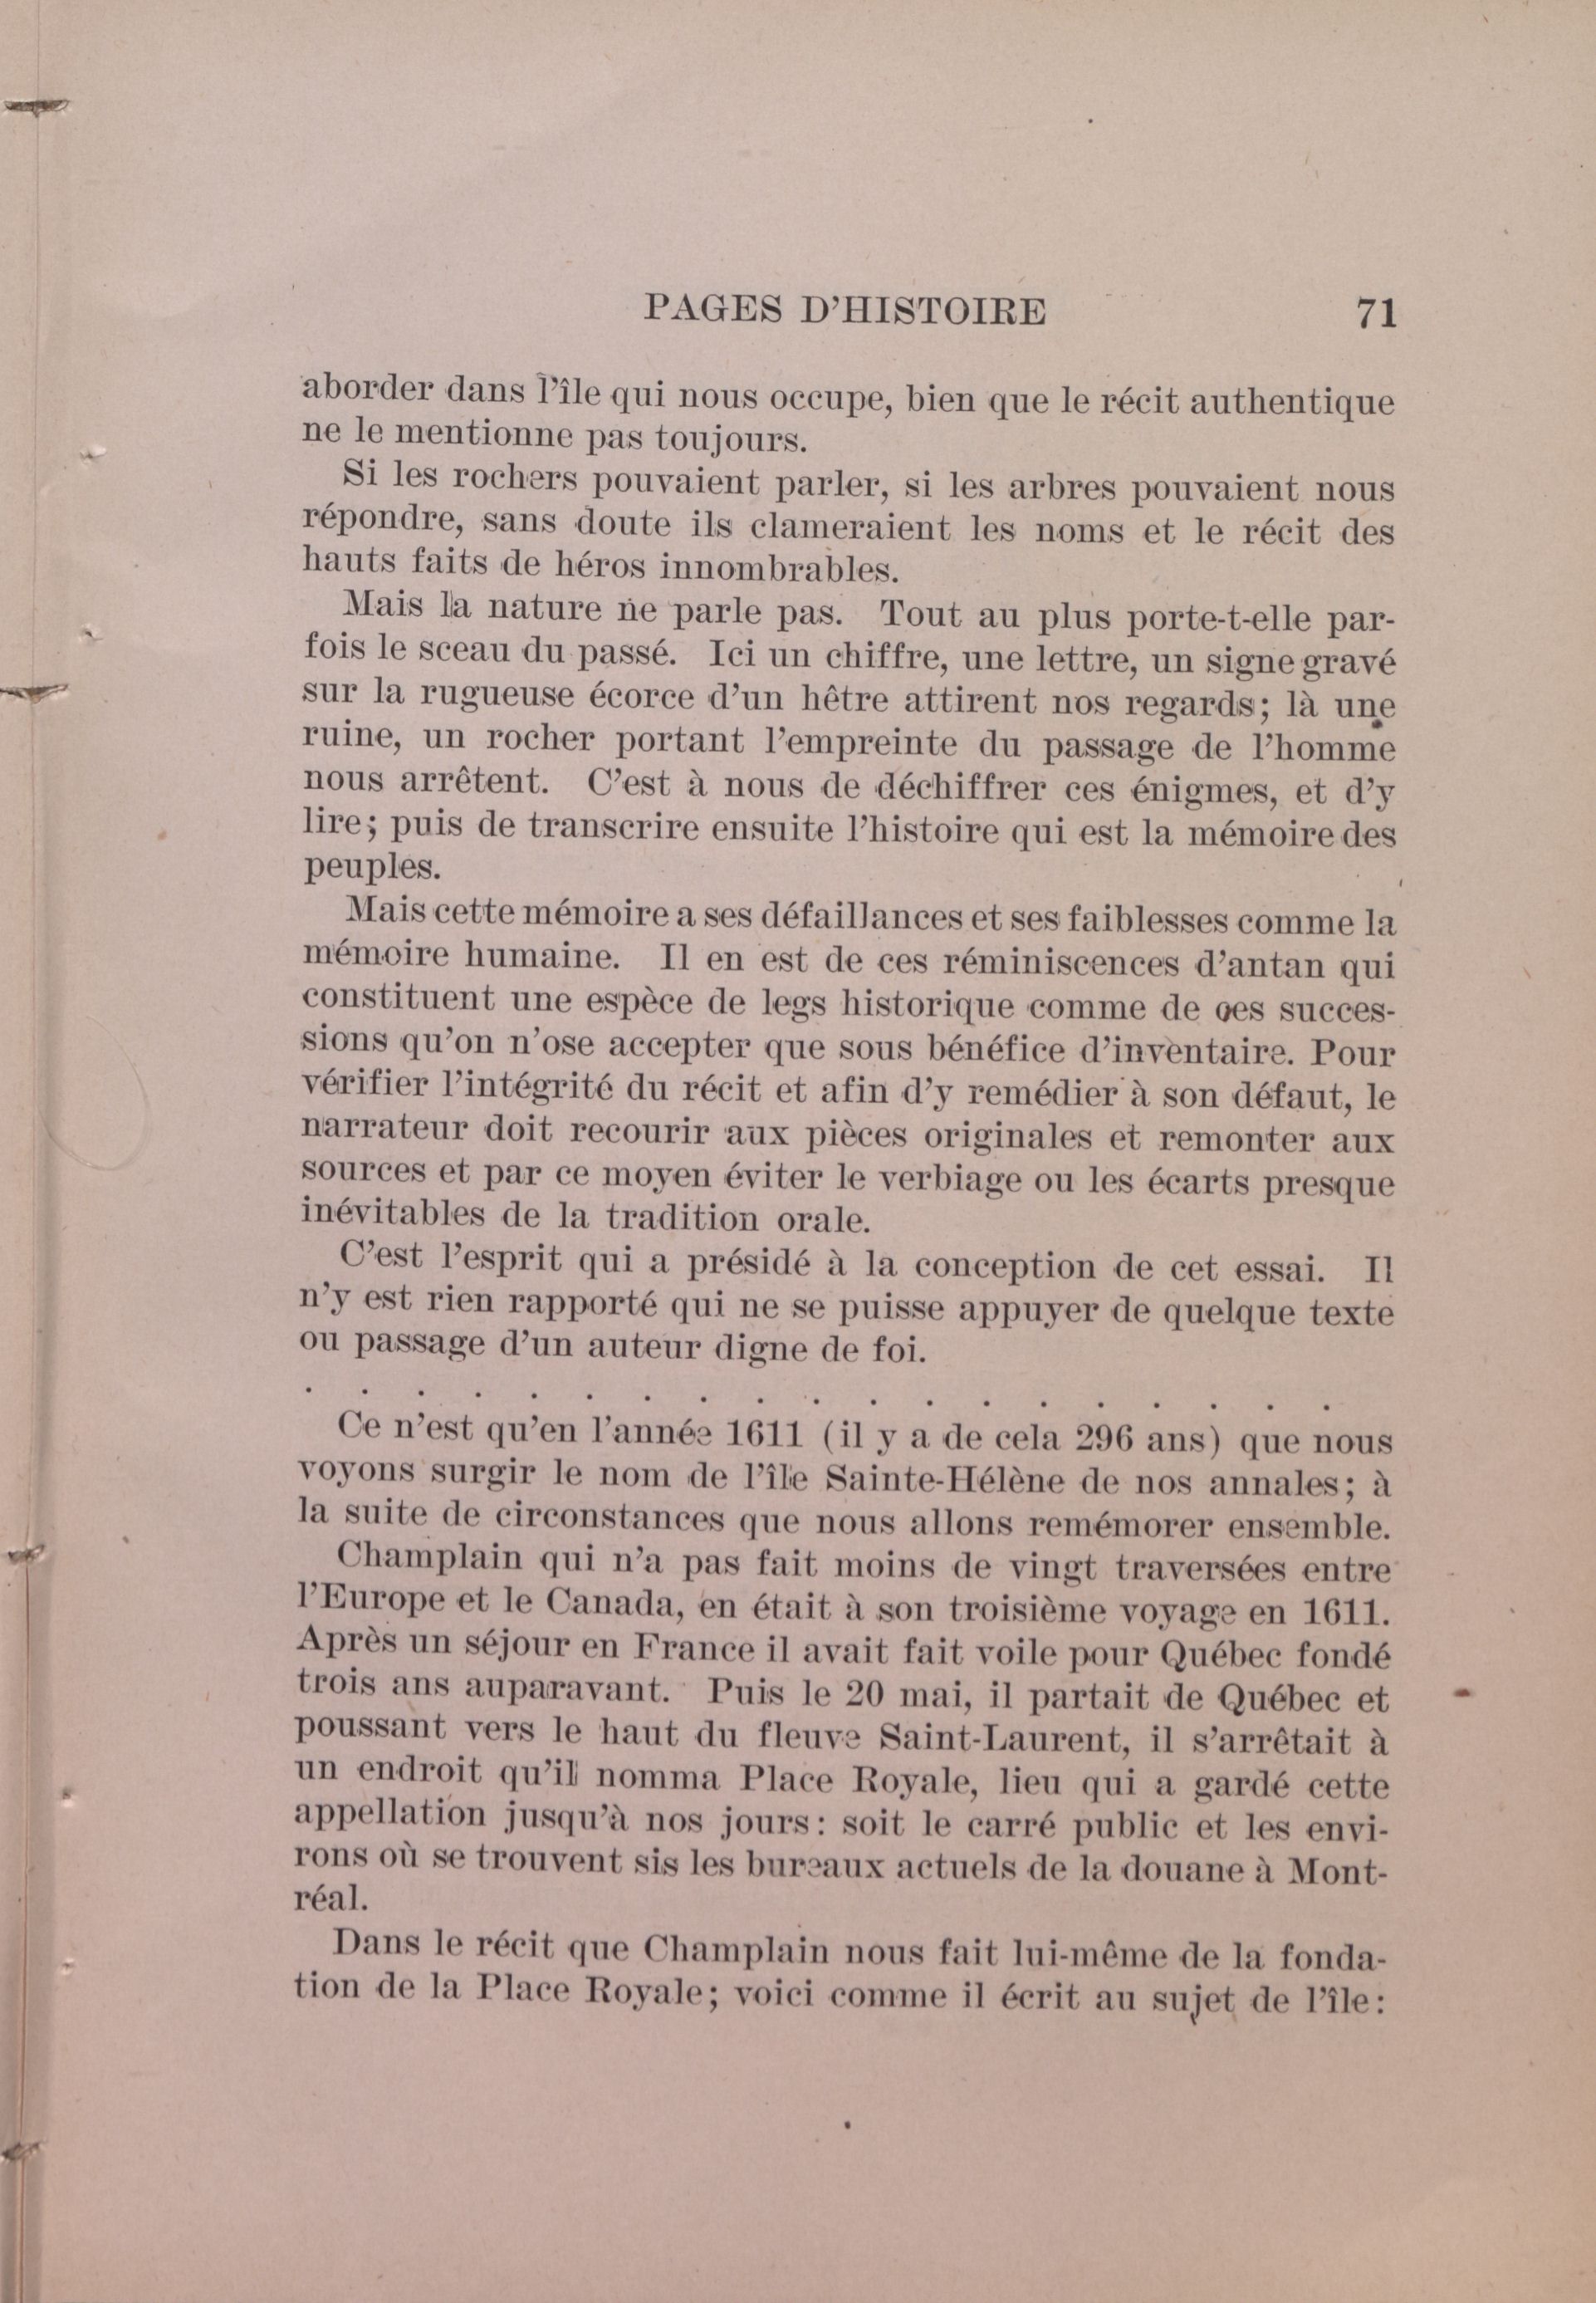 PAGES D'HISTOIRE 71
aborder dans l'île qui nous occupe, bien que le récit authentique
ne le mentionne pas toujours.
Si les rochers pouvaient parler, si les arbres pouvaient nous
répondre, sans doute ils clameraient les noms et le récit des
hauts faits de héros innombrables.
Mais la nature ne parle pas. Tout au plus porte-t-elle par-
fois le sceau du passé. Ici un chiffre, une lettre, un signe gravé
sur la rugueuse écorce d'un hêtre attirent nos regards; là une
ruine, un rocher portant l'empreinte du passage de l'homme
nous arrêtent. C'est à nous de déchiffrer ces énigmes, et d'y
lire; puis de transcrire ensuite l'histoire qui est la mémoire des
peuples.
Mais cette mémoire a ses défaillances et ses faiblesses comme la
mémoire humaine. Il en est de ces réminiscences d'antan qui
constituent une espèce de legs historique comme de ces succes-
sions qu'on n'ose accepter que sous bénéfice d'inventaire. Pour
vérifier l'intégrité du récit et afin d'y remédier à son défaut, le
narrateur doit recourir aux pièces originales et remonter aux
sources et par ce moyen éviter le verbiage ou les écarts presque
inévitables de la tradition orale.
C'est l'esprit qui a présidé à la conception de cet essai. Il
n'y est rien rapporté qui ne se puisse appuyer de quelque texte
ou passage d'un auteur digne de foi.
. . . . . . . . . . . . . . . . . . .
Ce n'est qu'en l'année 1611 (il y a de cela 296 ans) que nous
voyons surgir le nom de l'île Sainte-Hélène de nos annales; à
la suite de circonstances que nous allons remémorer ensemble.
Champlain qui n'a pas fait moins de vingt traversées entre
l'Europe et le Canada, en était à son troisième voyage en 1611.
Après un séjour en France il avait fait voile pour Québec fondé
trois ans auparavant. Puis le 20 mai, il partait de Québec et
poussant vers le haut du fleuve Saint-Laurent, il s'arrêtait à
un endroit qu'il nomma Place Royale, lieu qui a gardé cette
appellation jusqu'à nos jours: soit le carré public et les envi-
rons où se trouvent sis les bureaux actuels de la douane à Mont-
réal.
Dans le récit que Champlain nous fait lui-même de la fonda-
tion de la Place Royale; voici comme il écrit au sujet de l'île: